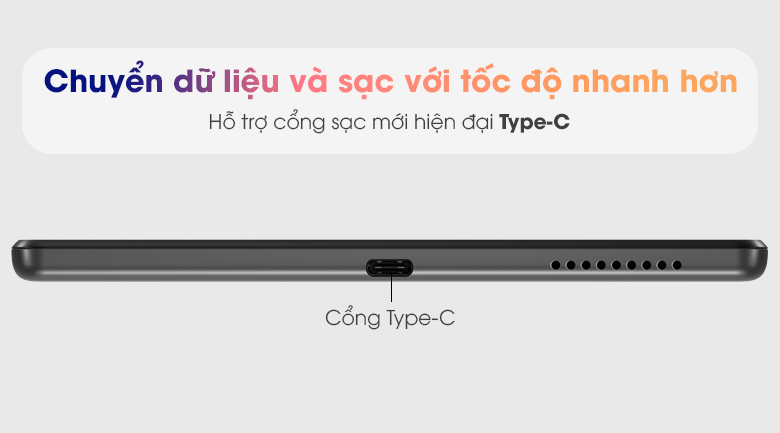 Chuyển dữ liệu và sạc với tốc độ nhanh hơn
Hỗ trợ cổng sạc mới hiện đại Type-C
Cổng Type-C